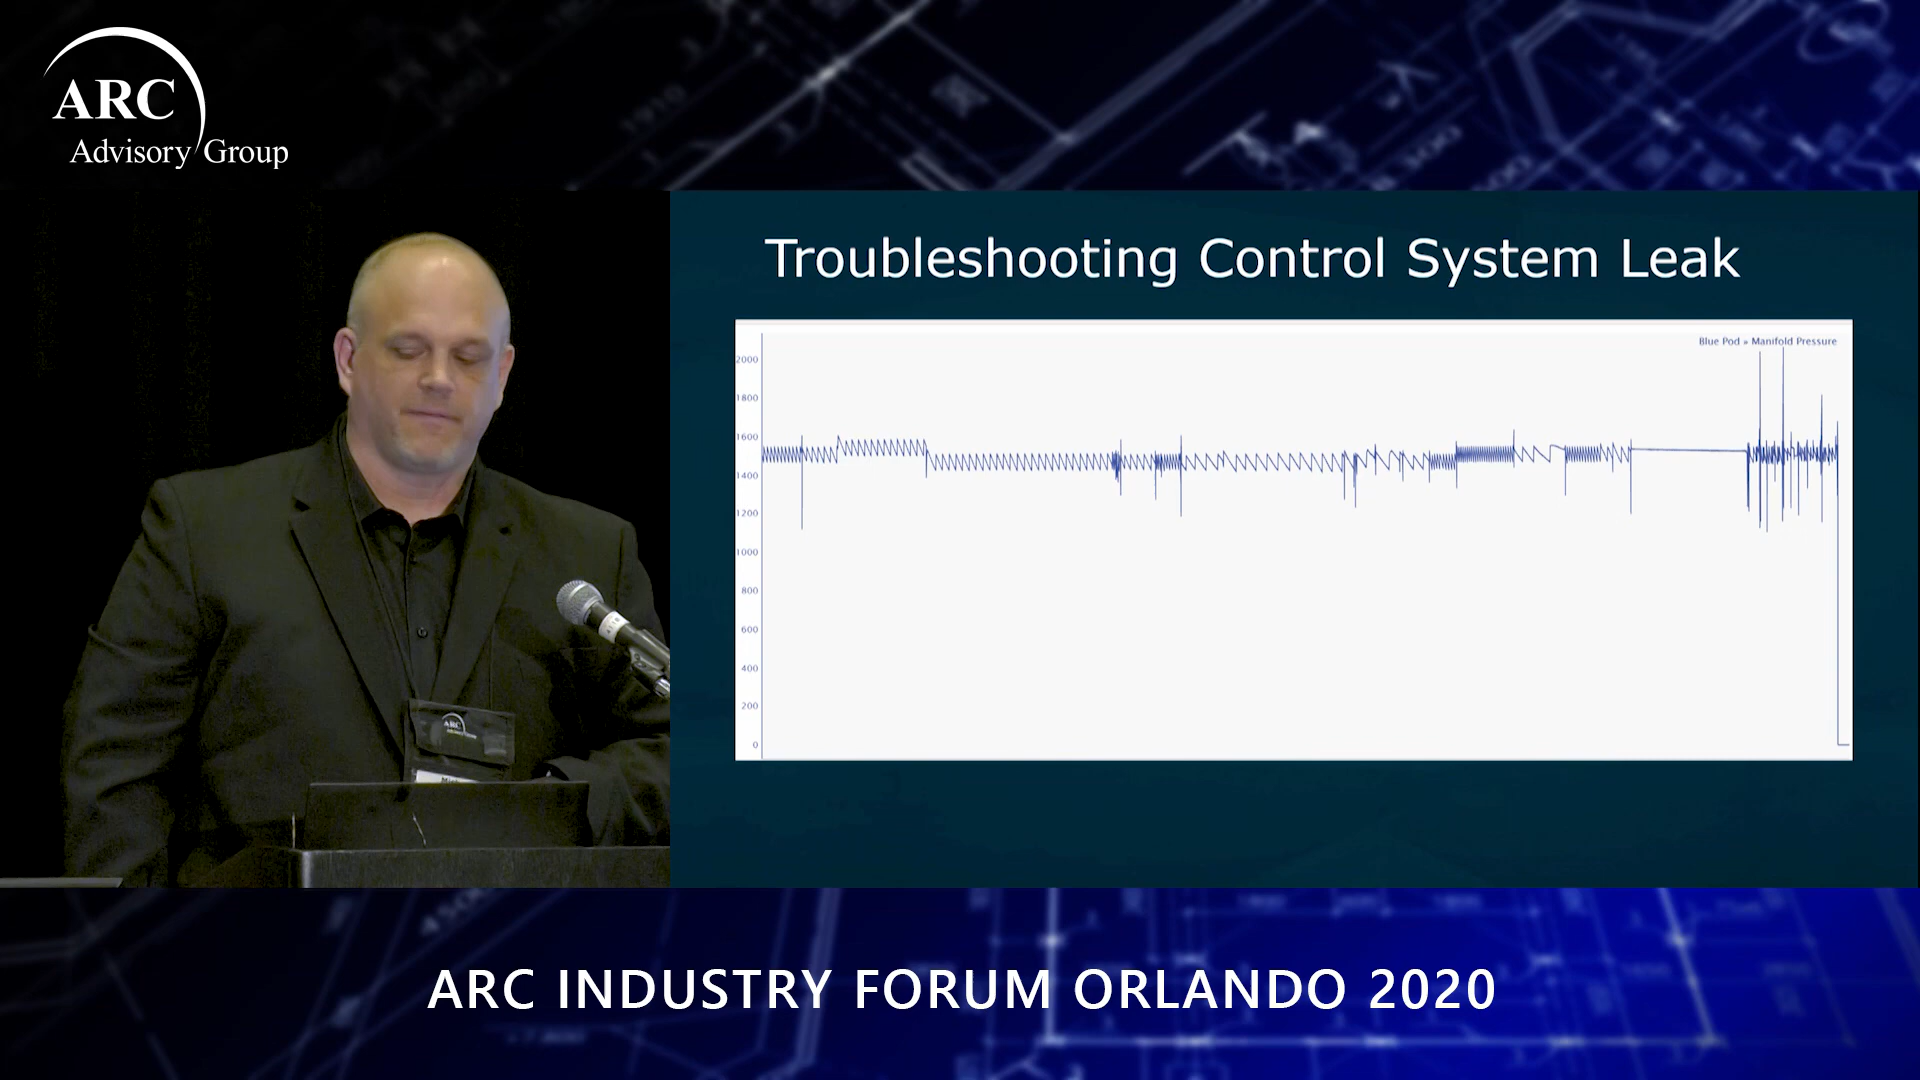 ARC
Advisory Group
Troubleshooting Control System Leak
Blue Pod » Manifold Pressure
2000
1800
1600
1400
1200
1000
800
600
400
200
0
ARC
ARC INDUSTRY FORUM ORLANDO 2020